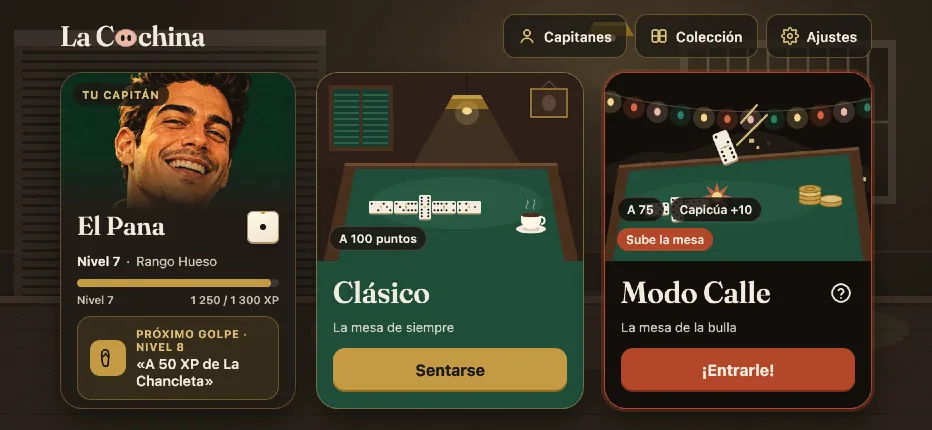 La Cochina
Capitanes
Colección
Ajustes
TU CAPITÁN
El Pana
Nivel 7 · Rango Hueso
Nivel 7
1 250 / 1 300 XP
PRÓXIMO GOLPE ·
NIVEL 8
«A 50 XP de La
Chancleta»
A 100 puntos
Clásico
La mesa de siempre
Sentarse
A 75
Capicúa +10
Sube la mesa
Modo Calle
La mesa de la bulla
¡Entrarle!